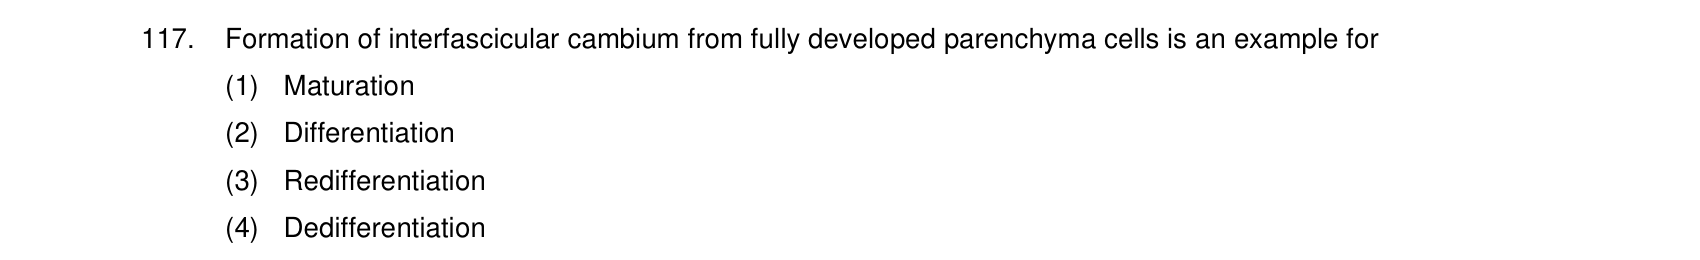 117. Formation of interfascicular cambium from fully developed parenchyma cells is an example for
(1) Maturation
(2) Differentiation
(3) Redifferentiation
(4) Dedifferentiation